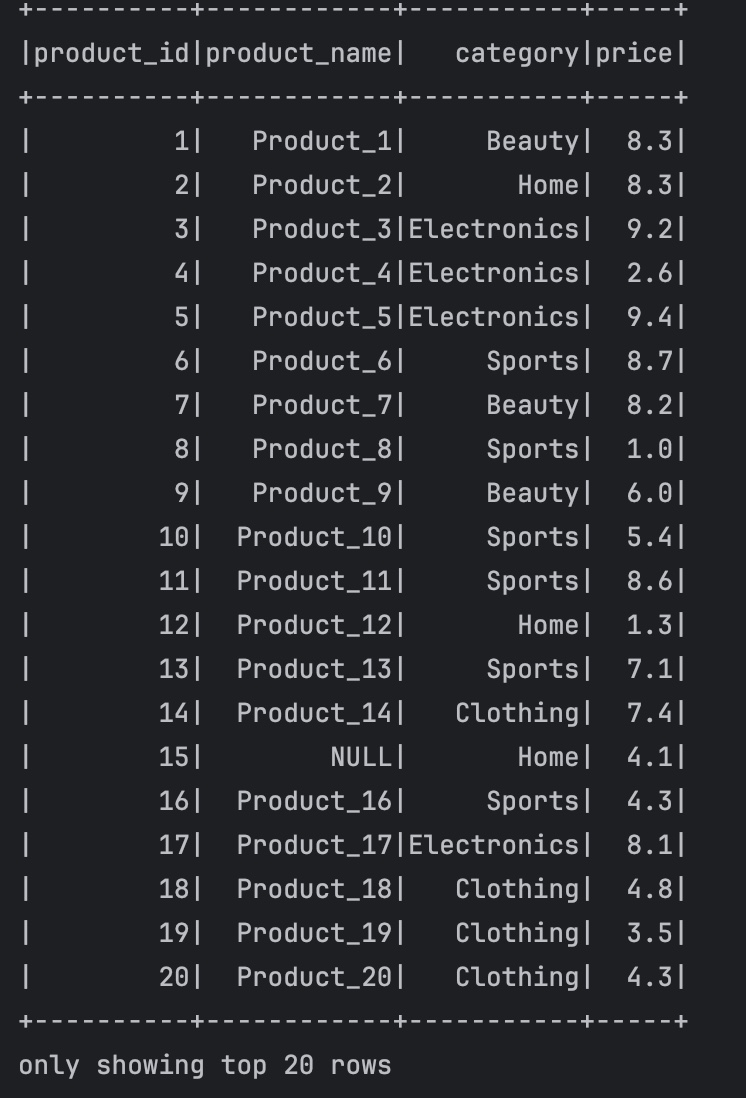 +----------+------------+-----------+-----+
|product_id|product_name|   category|price|
+----------+------------+-----------+-----+
|         1|   Product_1|     Beauty|  8.3|
|         2|   Product_2|       Home|  8.3|
|         3|   Product_3|Electronics|  9.2|
|         4|   Product_4|Electronics|  2.6|
|         5|   Product_5|Electronics|  9.4|
|         6|   Product_6|     Sports|  8.7|
|         7|   Product_7|     Beauty|  8.2|
|         8|   Product_8|     Sports|  1.0|
|         9|   Product_9|     Beauty|  6.0|
|        10|  Product_10|     Sports|  5.4|
|        11|  Product_11|     Sports|  8.6|
|        12|  Product_12|       Home|  1.3|
|        13|  Product_13|     Sports|  7.1|
|        14|  Product_14|   Clothing|  7.4|
|        15|        NULL|       Home|  4.1|
|        16|  Product_16|     Sports|  4.3|
|        17|  Product_17|Electronics|  8.1|
|        18|  Product_18|   Clothing|  4.8|
|        19|  Product_19|   Clothing|  3.5|
|        20|  Product_20|   Clothing|  4.3|
+----------+------------+-----------+-----+
only showing top 20 rows